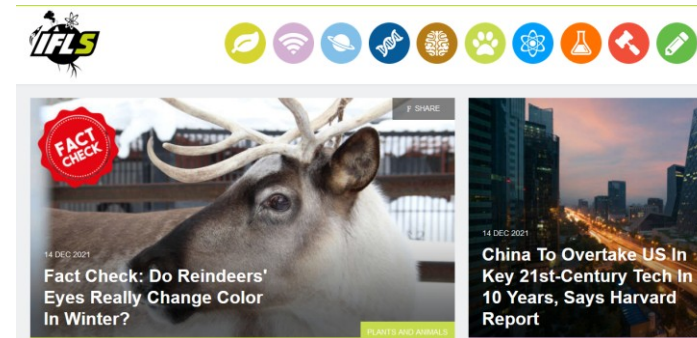 IFLS
FACT
CHECK
F SHARE
14 DEC 2021
Fact Check: Do Reindeers'
Eyes Really Change Color
In Winter?
PLANTS AND ANIMALS
14 DEC 2021
China To Overtake US In
Key 21st-Century Tech In
10 Years, Says Harvard
Report